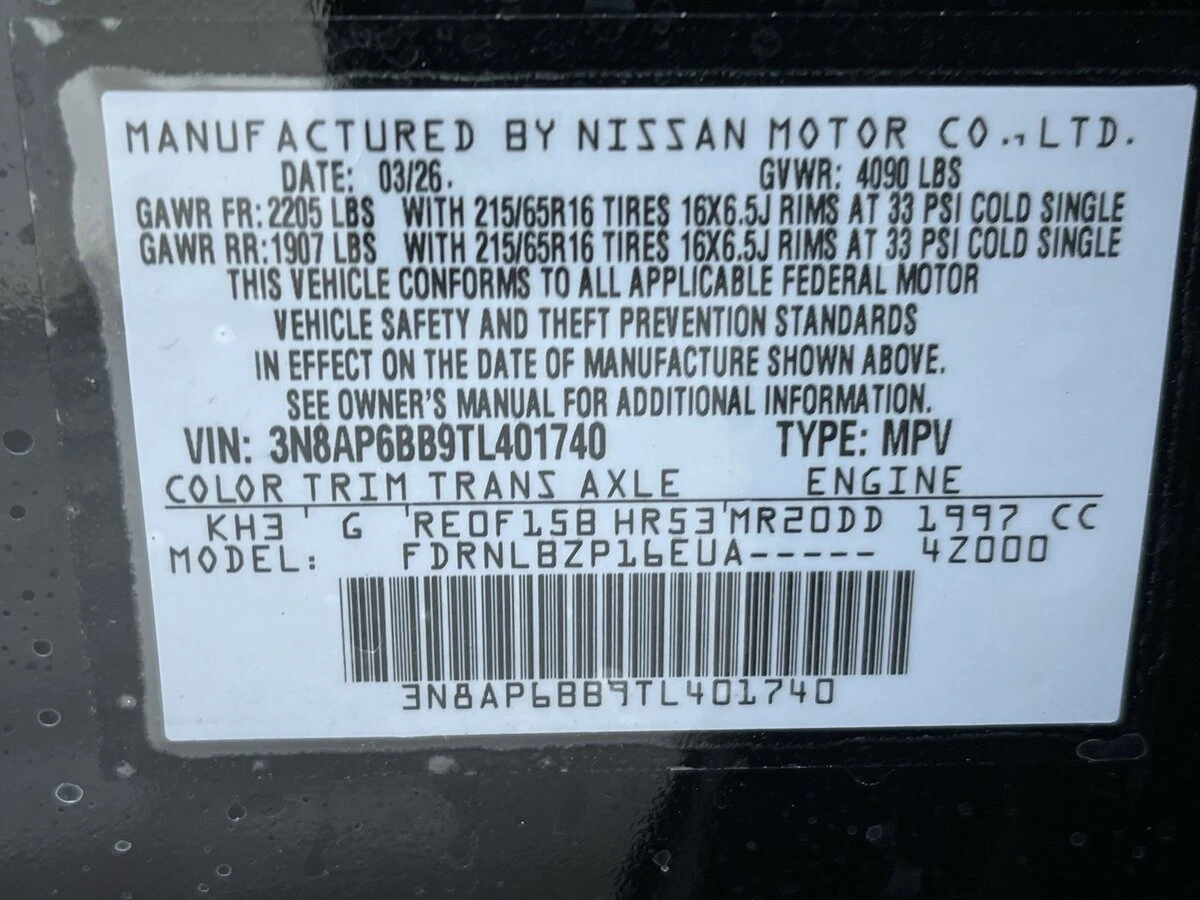 MANUFACTURED BY NISSAN MOTOR CO.,LTD.
DATE: 03/26. GVWR: 4090 LBS
GAWR FR: 2205 LBS WITH 215/65R16 TIRES 16X6.5J RIMS AT 33 PSI COLD SINGLE
GAWR RR: 1907 LBS WITH 215/65R16 TIRES 16X6.5J RIMS AT 33 PSI COLD SINGLE
THIS VEHICLE CONFORMS TO ALL APPLICABLE FEDERAL MOTOR
VEHICLE SAFETY AND THEFT PREVENTION STANDARDS
IN EFFECT ON THE DATE OF MANUFACTURE SHOWN ABOVE.
SEE OWNER'S MANUAL FOR ADDITIONAL INFORMATION.
VIN: 3N8AP6BB9TL401740 TYPE: MPV
COLOR TRIM TRANS AXLE ENGINE
KH3 G RE0F15B HR53 MR20DD 1997 CC
MODEL: FDRNLBZP16EUA----- 4Z000
3N8AP6BB9TL401740